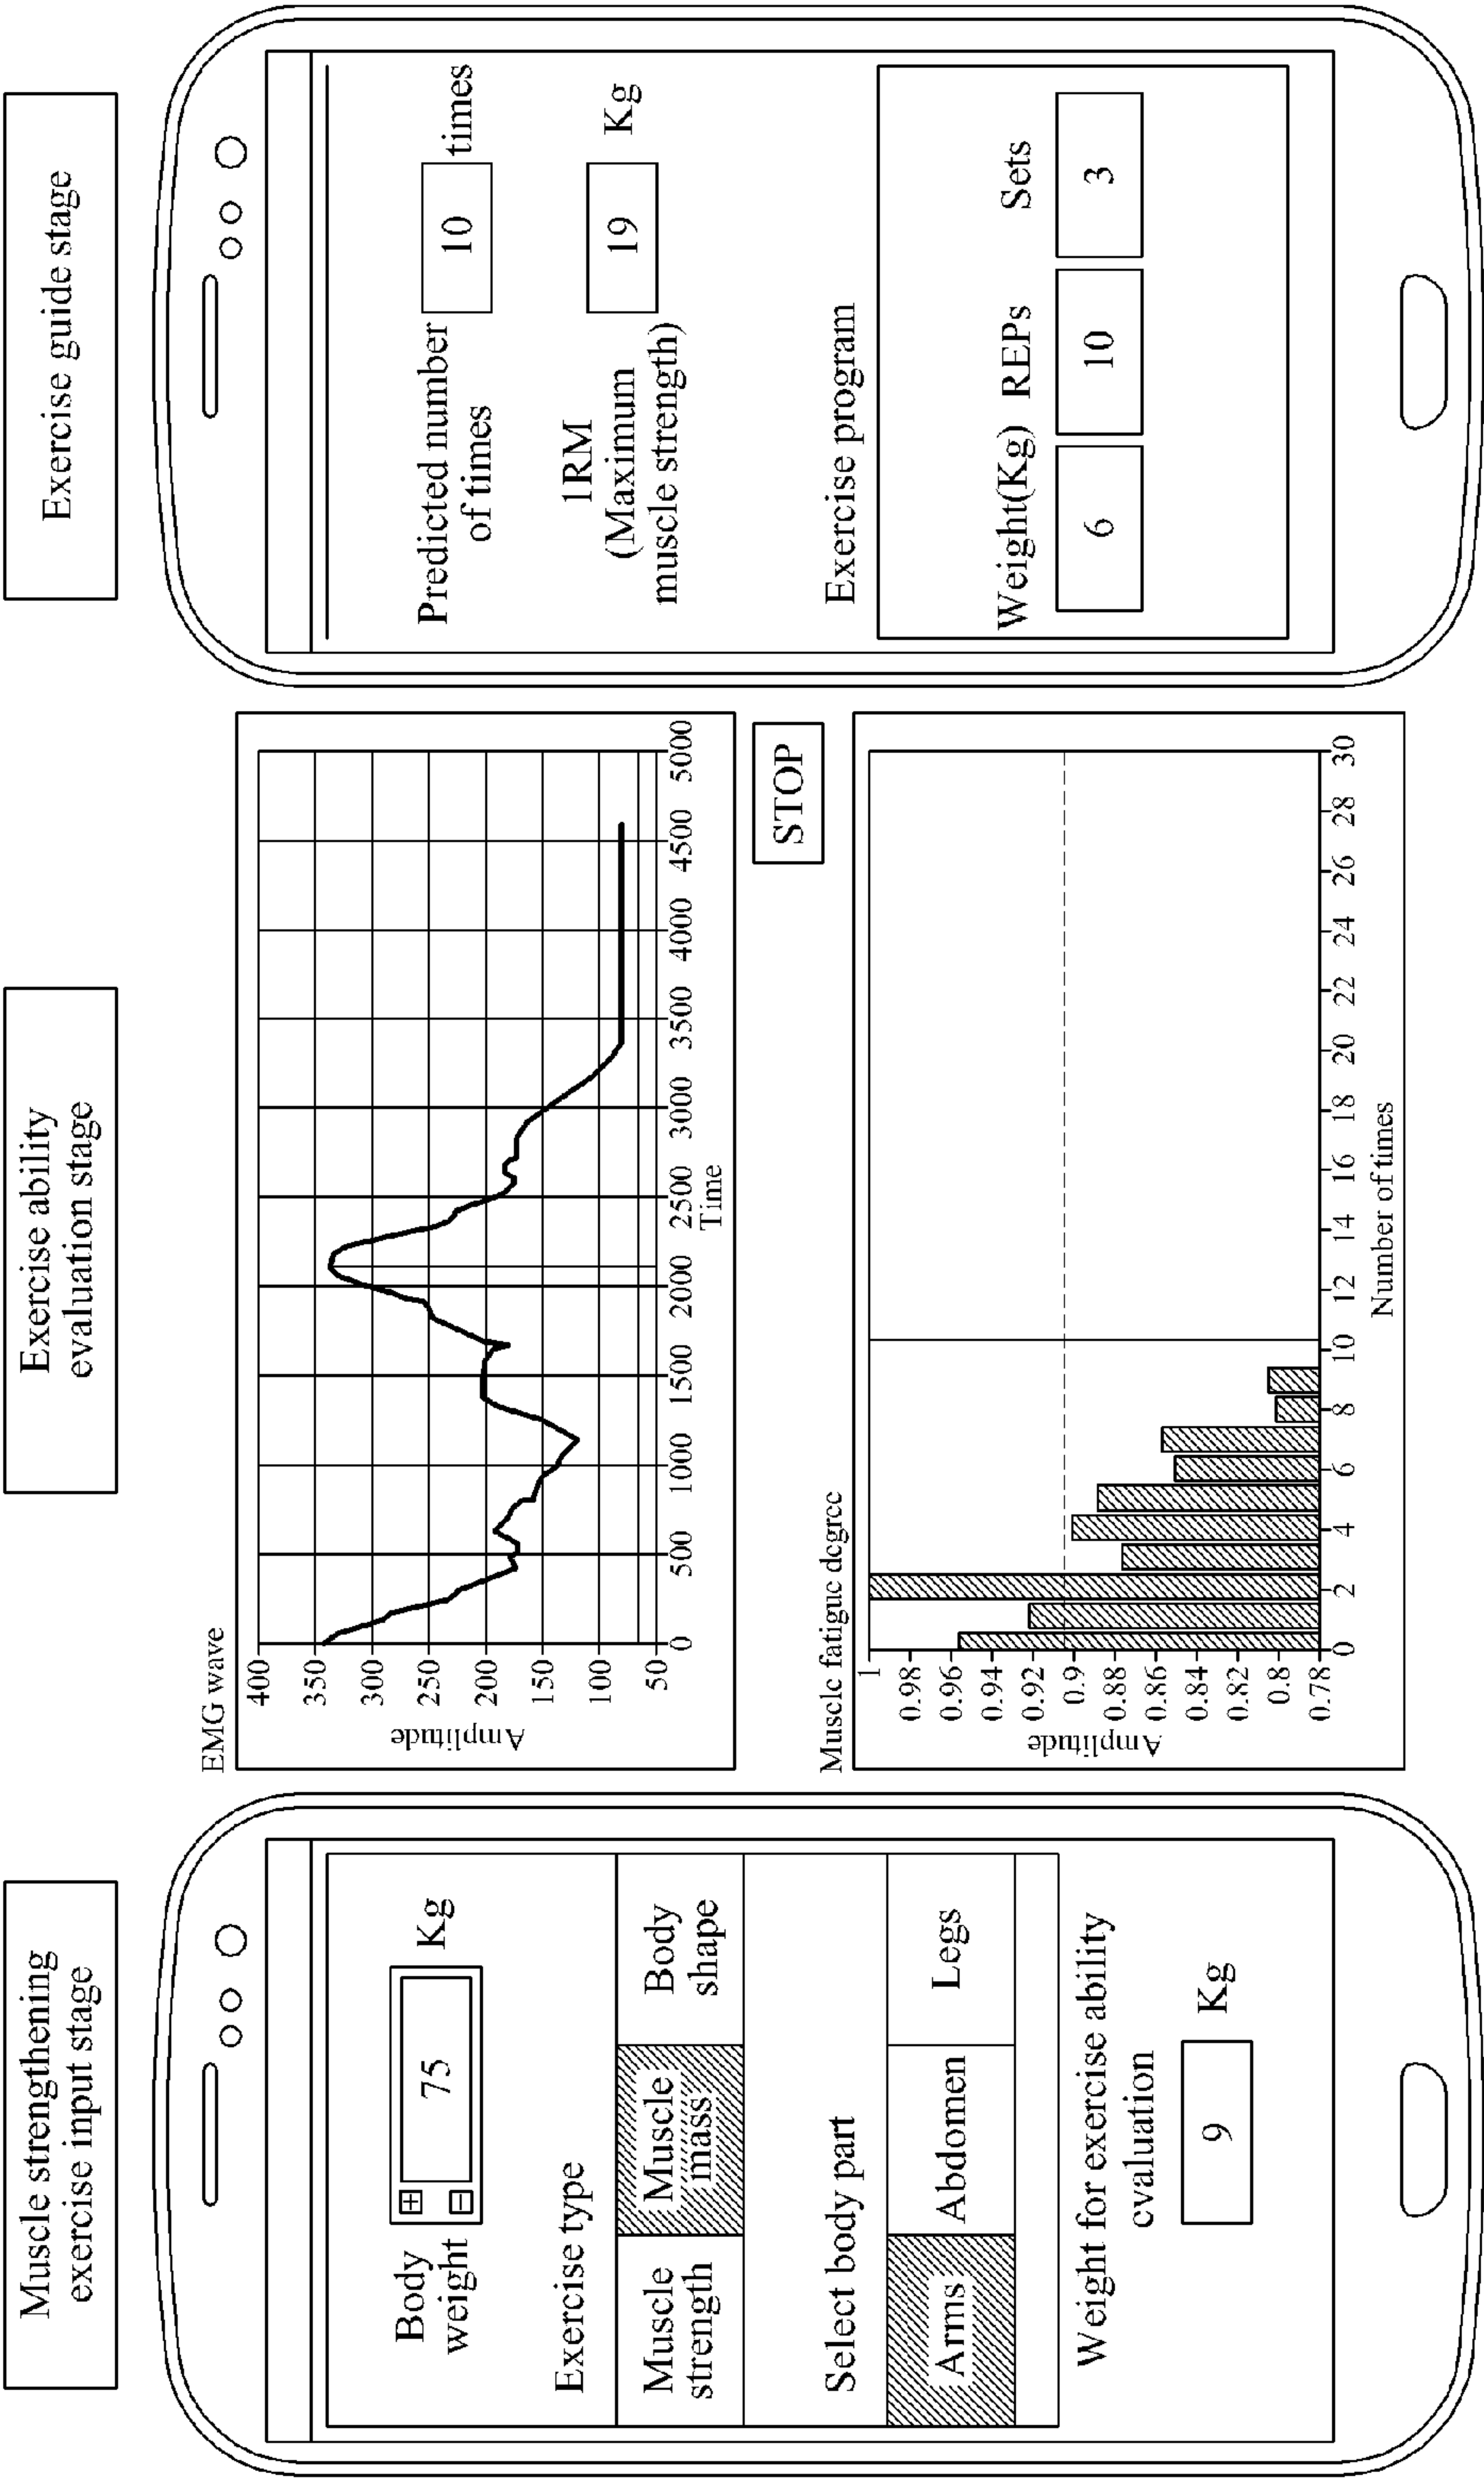 Muscle strengthening
exercise input stage
Body
weight
75
Kg
Exercise type
Muscle
strength
Muscle
mass
Body
shape
Select body part
Arms
Abdomen
Legs
Weight for exercise ability
evaluation
9
Kg
Exercise ability
evaluation stage
EMG wave
Amplitude
400
350
300
250
200
150
100
50
0 500 1000 1500 2000 2500 3000 3500 4000 4500 5000
Time
STOP
Muscle fatigue degree
Amplitude
1
0.98
0.96
0.94
0.92
0.9
0.88
0.86
0.84
0.82
0.8
0.78
0 2 4 6 8 10 12 14 16 18 20 22 24 26 28 30
Number of times
Exercise guide stage
Predicted number
of times
10
times
1RM
(Maximum
muscle strength)
19
Kg
Exercise program
Weight(Kg) REPs Sets
6 10 3